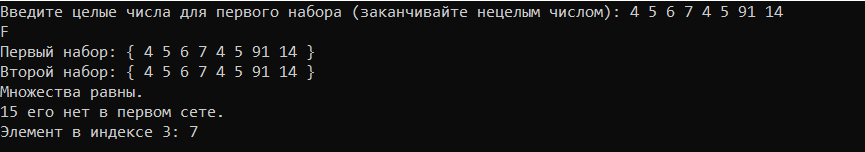 Введите целые числа для первого набора (заканчивайте нецелым числом): 4 5 6 7 4 5 91 14
F
Первый набор: { 4 5 6 7 4 5 91 14 }
Второй набор: { 4 5 6 7 4 5 91 14 }
Множества равны.
15 его нет в первом сете.
Элемент в индексе 3: 7